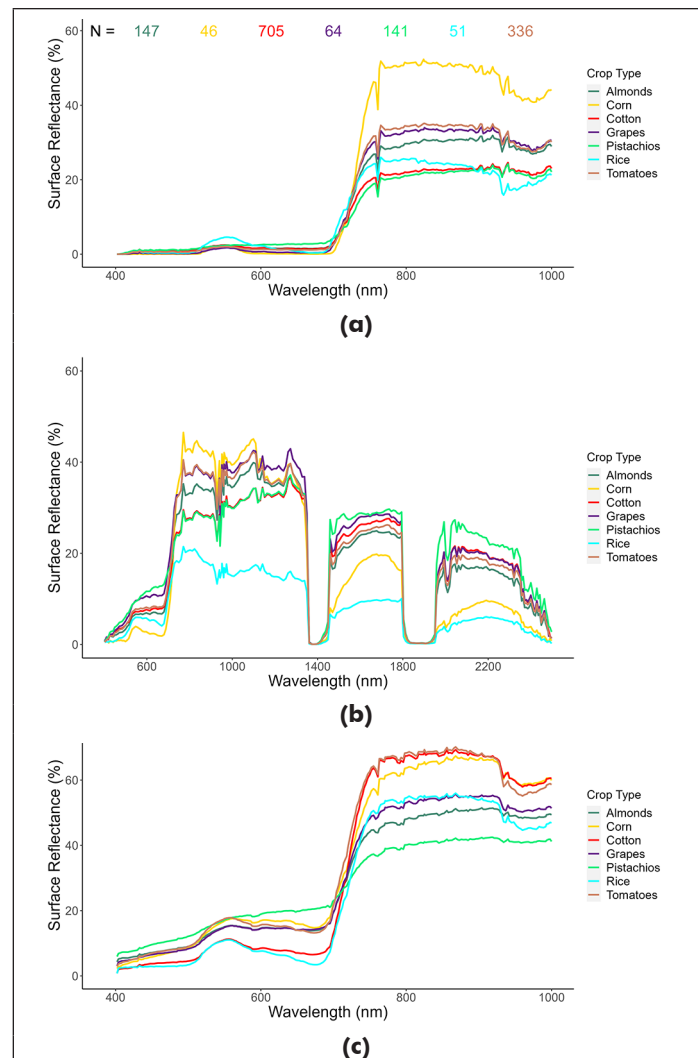 N = 147 46 705 64 141 51 336
60
40
20
0
Surface Reflectance (%)
400 600 800 1000
Wavelength (nm)
Crop Type
Almonds
Corn
Cotton
Grapes
Pistachios
Rice
Tomatoes
(a)
60
40
20
0
Surface Reflectance (%)
600 1000 1400 1800 2200
Wavelength (nm)
Crop Type
Almonds
Corn
Cotton
Grapes
Pistachios
Rice
Tomatoes
(b)
60
40
20
0
Surface Reflectance (%)
400 600 800 1000
Wavelength (nm)
Crop Type
Almonds
Corn
Cotton
Grapes
Pistachios
Rice
Tomatoes
(c)